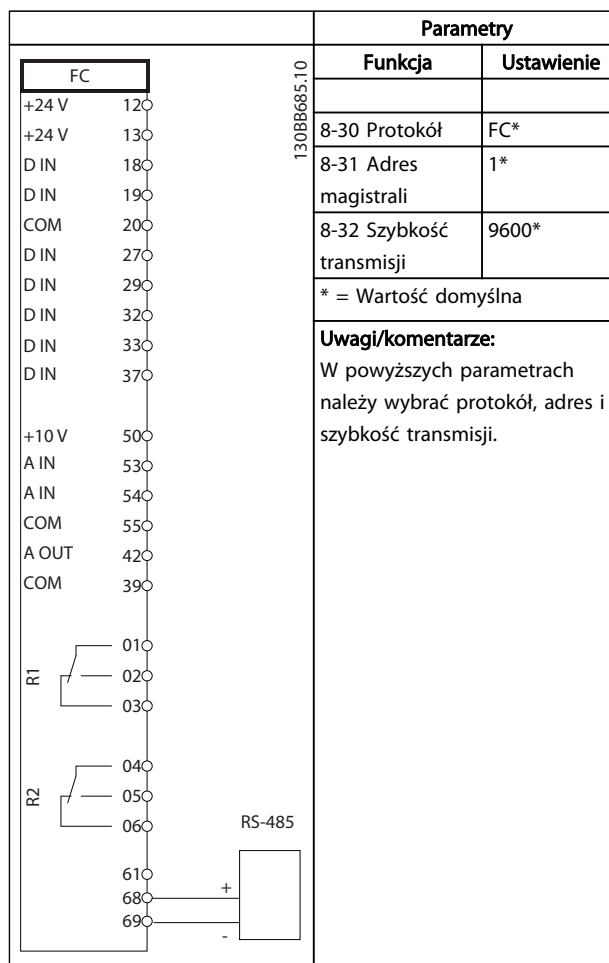 FC
+24 V 12
+24 V 13
D IN 18
D IN 19
COM 20
D IN 27
D IN 29
D IN 32
D IN 33
D IN 37
+10 V 50
A IN 53
A IN 54
COM 55
A OUT 42
COM 39
R1
01
02
03
R2
04
05
06
RS-485
61
68 +
69 -
130BB685.10
Parametry
Funkcja Ustawienie
8-30 Protokół FC*
8-31 Adres 1*
magistrali
8-32 Szybkość 9600*
transmisji
* = Wartość domyślna
Uwagi/komentarze:
W powyższych parametrach
należy wybrać protokół, adres i
szybkość transmisji.